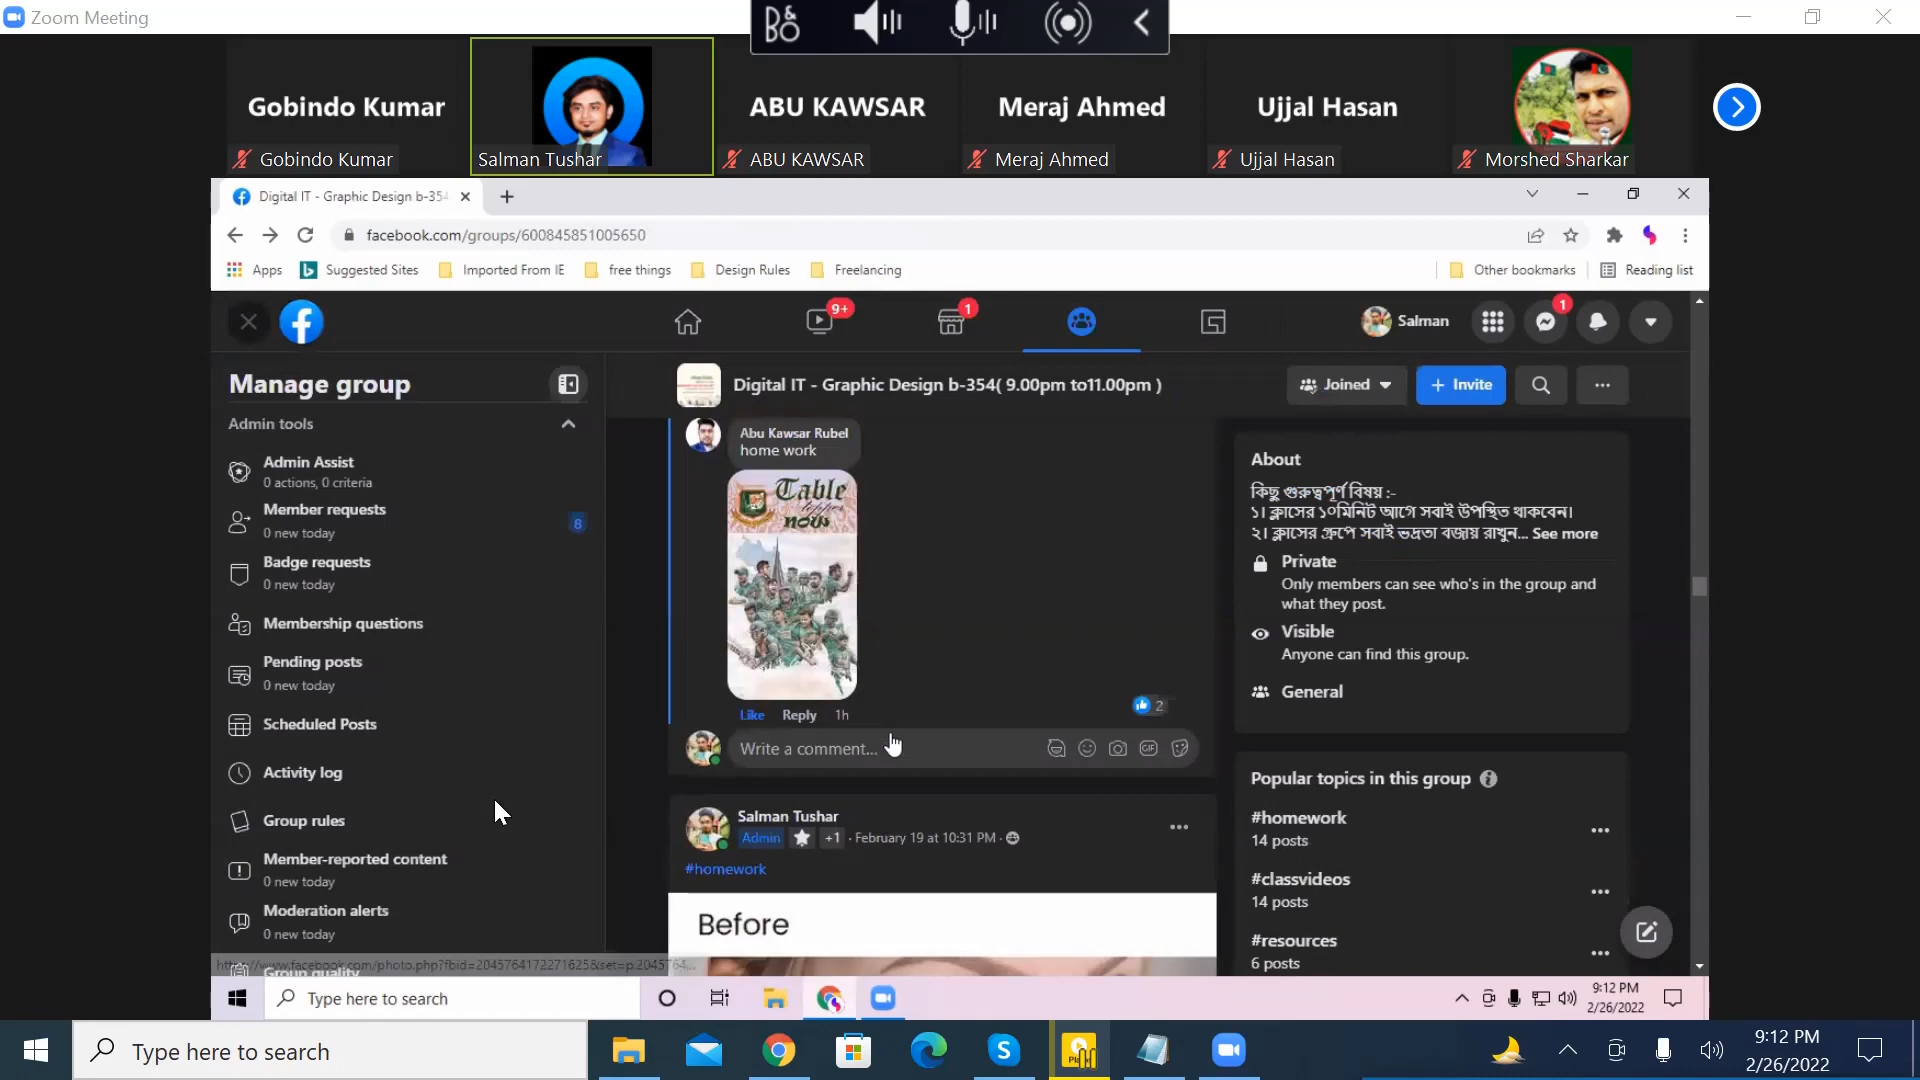 Zoom Meeting
B&O
Gobindo Kumar
ABU KAWSAR
Meraj Ahmed
Ujjal Hasan
Gobindo Kumar
Salman Tushar
ABU KAWSAR
Meraj Ahmed
Ujjal Hasan
Morshed Sharkar
Digital IT - Graphic Design b-354
facebook.com/groups/600845851005650
Apps
Suggested Sites
Imported From IE
free things
Design Rules
Freelancing
Other bookmarks
Reading list
9+
1
Salman
1
Manage group
Digital IT - Graphic Design b-354( 9.00pm to11.00pm )
Joined
+ Invite
Admin tools
Admin Assist
0 actions, 0 criteria
Member requests
0 new today
8
Badge requests
0 new today
Membership questions
Pending posts
0 new today
Scheduled Posts
Activity log
Group rules
Member-reported content
0 new today
Moderation alerts
0 new today
Group quality
Abu Kawsar Rubel
home work
Table
topper
now
Like Reply 1h
2
Write a comment...
GIF
Salman Tushar
Admin +1 · February 19 at 10:31 PM ·
#homework
Before
About
কিছু গুরুত্বপূর্ণ বিষয় :-
১। ক্লাসের ১০মিনিট আগে সবাই উপস্থিত থাকবেন।
২। ক্লাসের গ্রুপে সবাই ভদ্রতা বজায় রাখুন... See more
Private
Only members can see who's in the group and
what they post.
Visible
Anyone can find this group.
General
Popular topics in this group
#homework
14 posts
#classvideos
14 posts
#resources
6 posts
Type here to search
9:12 PM
2/26/2022
Type here to search
9:12 PM
2/26/2022